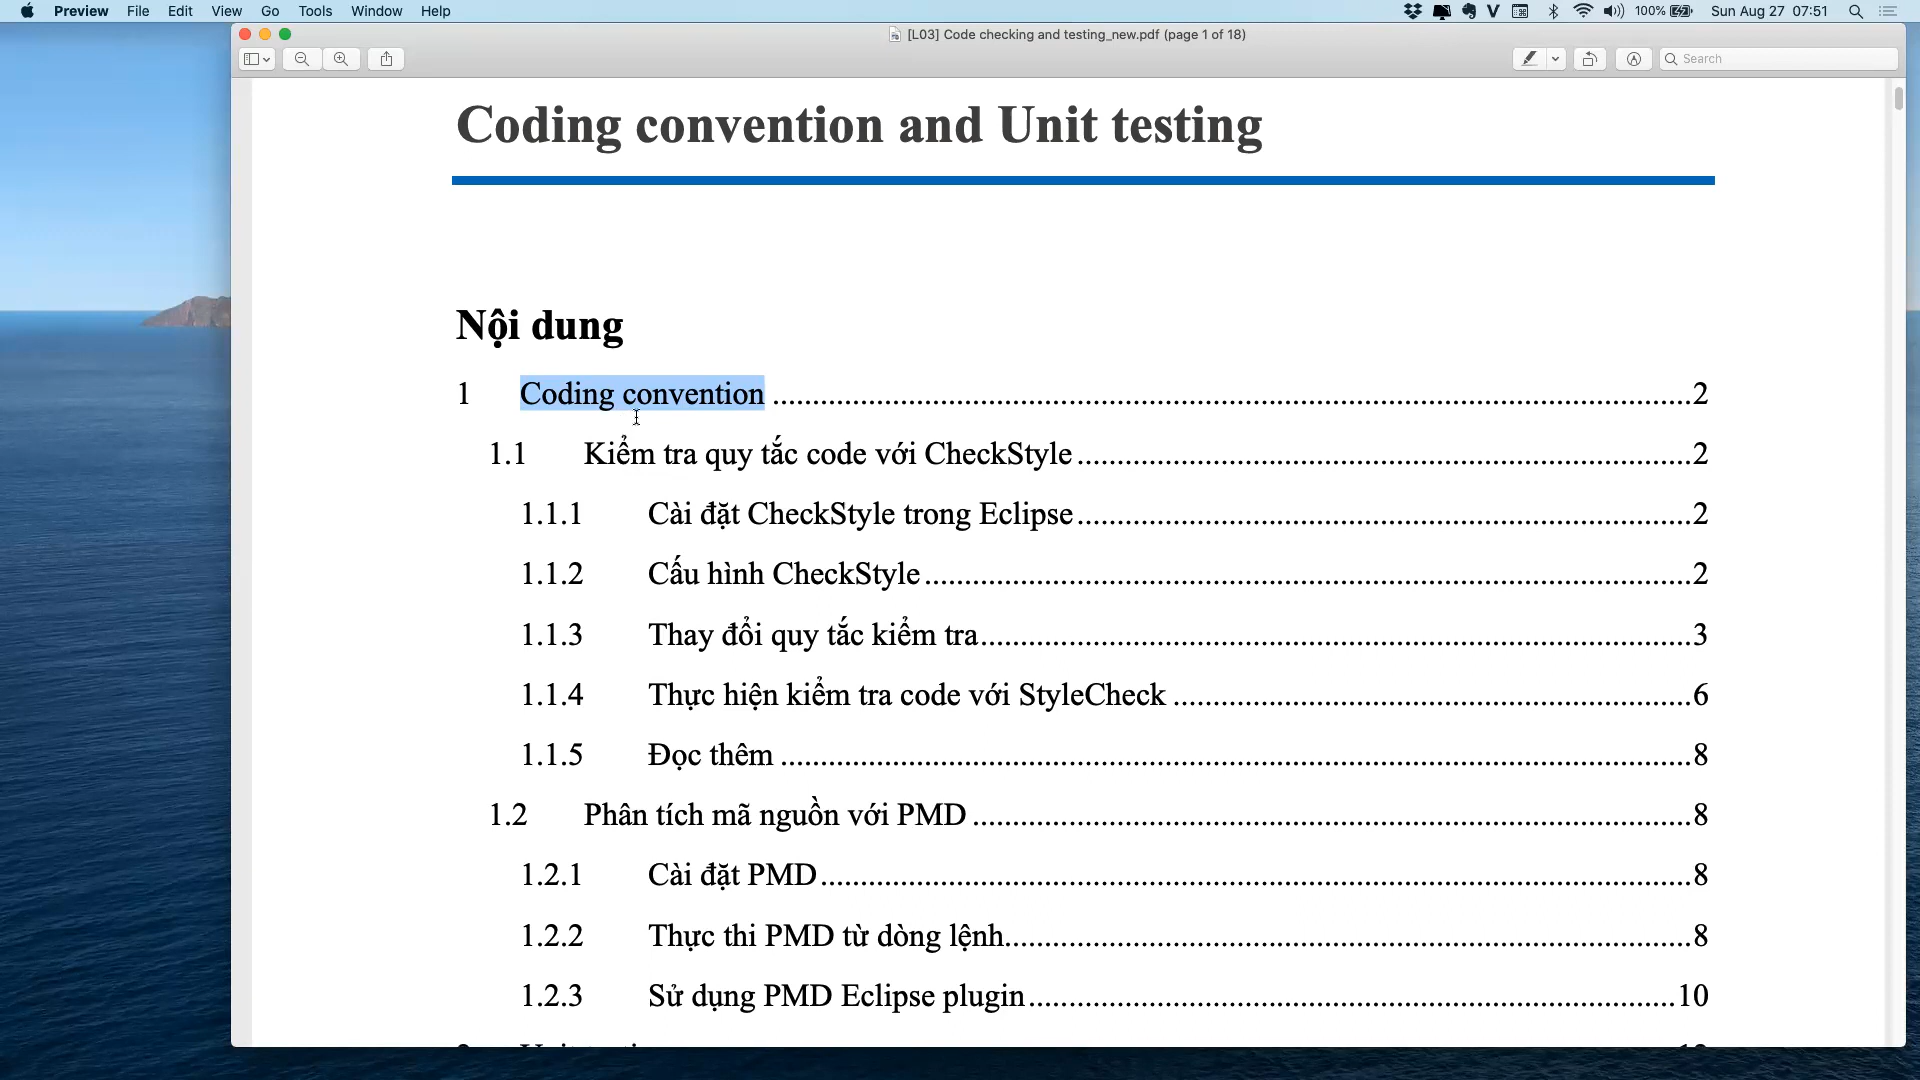 Preview File Edit View Go Tools Window Help 100% Sun Aug 27 07:51
[L03] Code checking and testing_new.pdf (page 1 of 18)
Search
Coding convention and Unit testing
Nội dung
1 Coding convention ........ 2
1.1 Kiểm tra quy tắc code với CheckStyle ........ 2
1.1.1 Cài đặt CheckStyle trong Eclipse ........ 2
1.1.2 Cấu hình CheckStyle ........ 2
1.1.3 Thay đổi quy tắc kiểm tra ........ 3
1.1.4 Thực hiện kiểm tra code với StyleCheck ........ 6
1.1.5 Đọc thêm ........ 8
1.2 Phân tích mã nguồn với PMD ........ 8
1.2.1 Cài đặt PMD ........ 8
1.2.2 Thực thi PMD từ dòng lệnh ........ 8
1.2.3 Sử dụng PMD Eclipse plugin ........ 10